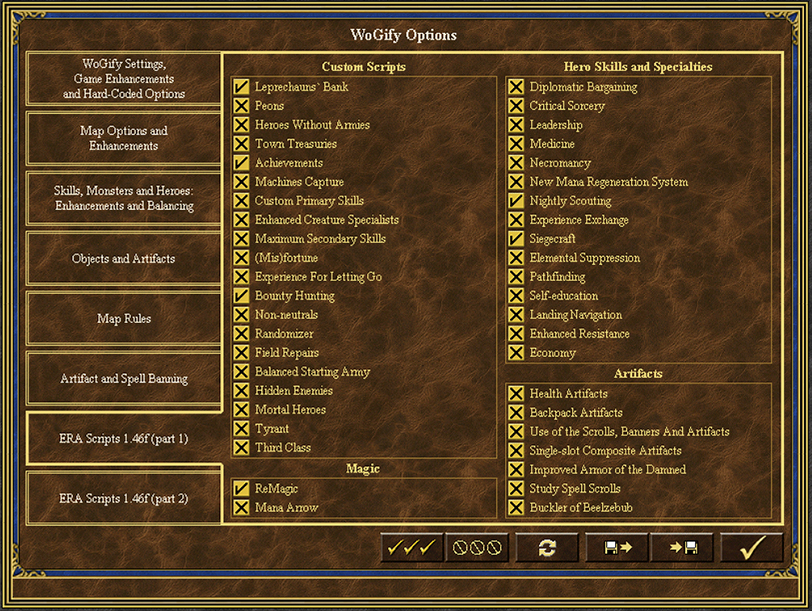 WoGify Options
WoGify Settings,
Game Enhancements
and Hard-Coded Options
Map Options and
Enhancements
Skills, Monsters and Heroes:
Enhancements and Balancing
Objects and Artifacts
Map Rules
Artifact and Spell Banning
ERA Scripts 1.46f (part 1)
ERA Scripts 1.46f (part 2)
Custom Scripts
Leprechauns` Bank
Peons
Heroes Without Armies
Town Treasuries
Achievements
Machines Capture
Custom Primary Skills
Enhanced Creature Specialists
Maximum Secondary Skills
(Mis)fortune
Experience For Letting Go
Bounty Hunting
Non-neutrals
Randomizer
Field Repairs
Balanced Starting Army
Hidden Enemies
Mortal Heroes
Tyrant
Third Class
Magic
ReMagic
Mana Arrow
Hero Skills and Specialties
Diplomatic Bargaining
Critical Sorcery
Leadership
Medicine
Necromancy
New Mana Regeneration System
Nightly Scouting
Experience Exchange
Siegecraft
Elemental Suppression
Pathfinding
Self-education
Landing Navigation
Enhanced Resistance
Economy
Artifacts
Health Artifacts
Backpack Artifacts
Use of the Scrolls, Banners And Artifacts
Single-slot Composite Artifacts
Improved Armor of the Damned
Study Spell Scrolls
Buckler of Beelzebub